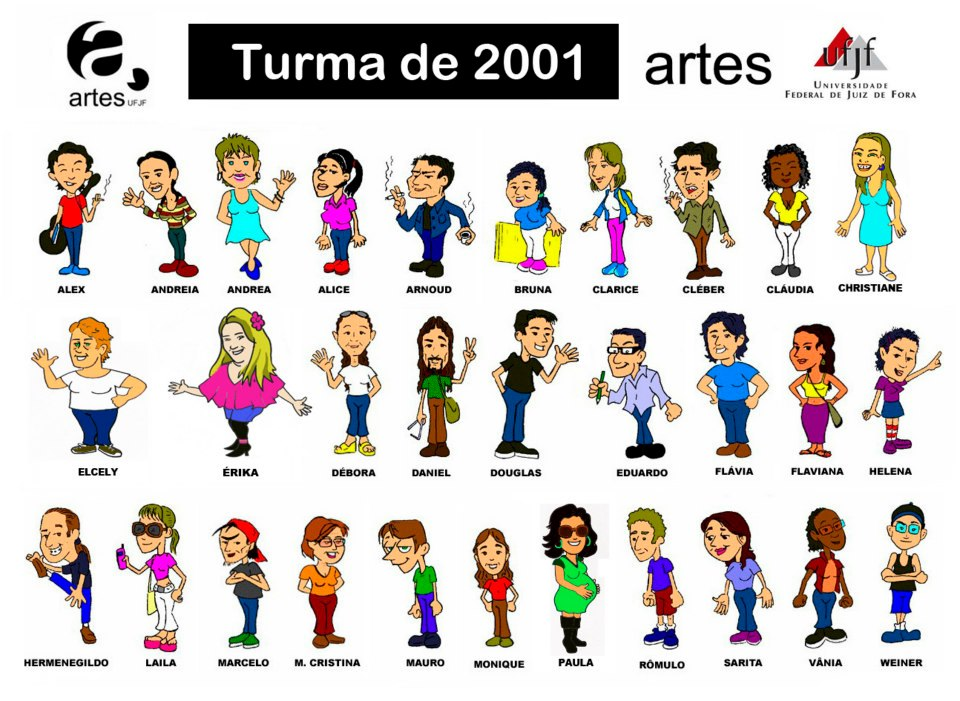 artes UFJF
Turma de 2001
artes
ufjf
UNIVERSIDADE
FEDERAL DE JUIZ DE FORA
ALEX ANDREIA ANDREA ALICE ARNOUD BRUNA CLARICE CLÉBER CLÁUDIA CHRISTIANE
ELCELY ÉRIKA DÉBORA DANIEL DOUGLAS EDUARDO FLÁVIA FLAVIANA HELENA
HERMENEGILDO LAILA MARCELO M. CRISTINA MAURO MONIQUE PAULA RÔMULO SARITA VÂNIA WEINER